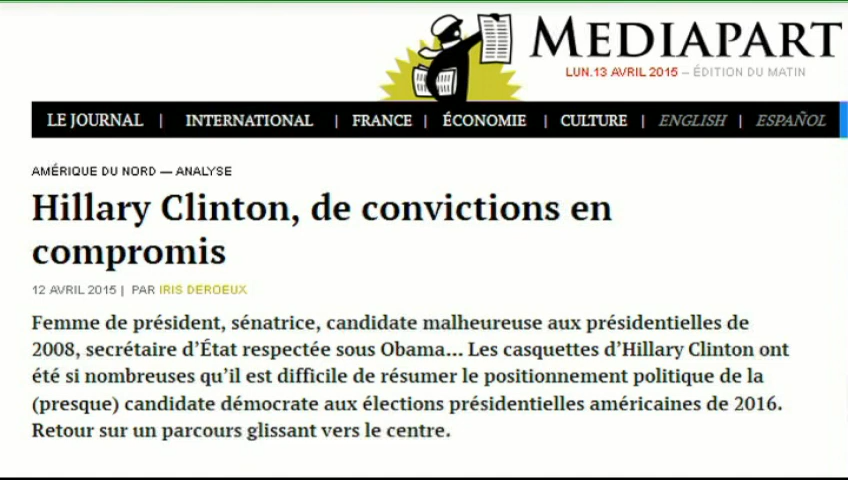 MEDIAPART
LUN.13 AVRIL 2015 – ÉDITION DU MATIN
LE JOURNAL | INTERNATIONAL | FRANCE | ÉCONOMIE | CULTURE | ENGLISH | ESPAÑOL
AMÉRIQUE DU NORD — ANALYSE
Hillary Clinton, de convictions en
compromis
12 AVRIL 2015 | PAR IRIS DEROEUX
Femme de président, sénatrice, candidate malheureuse aux présidentielles de
2008, secrétaire d'État respectée sous Obama... Les casquettes d'Hillary Clinton ont
été si nombreuses qu'il est difficile de résumer le positionnement politique de la
(presque) candidate démocrate aux élections présidentielles américaines de 2016.
Retour sur un parcours glissant vers le centre.